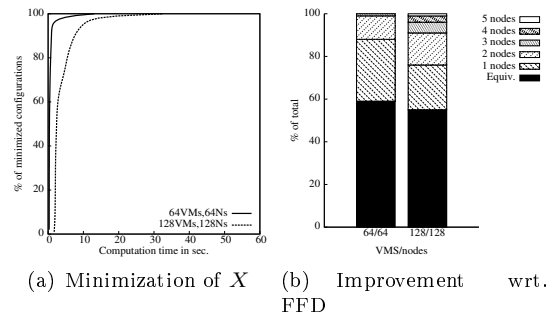 % of minimized configurations
100
80
60
40
20
0
64VMs,64Ns
128VMs,128Ns
0 10 20 30 40 50 60
Computation time in sec.
(a) Minimization of X
% of total
100
80
60
40
20
0
64/64 128/128
VMS/nodes
5 nodes
4 nodes
3 nodes
2 nodes
1 nodes
Equiv.
(b) Improvement wrt.
FFD